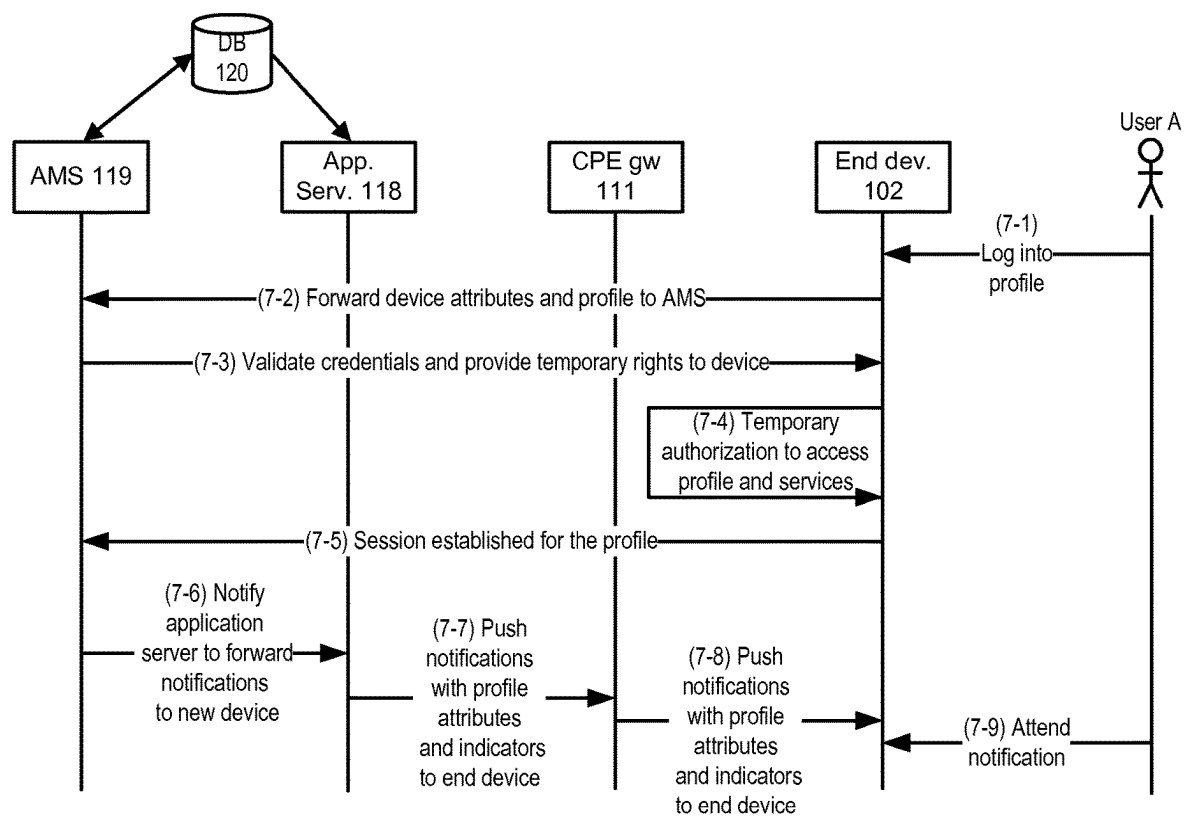 DB
120
User A
AMS 119
App.
Serv. 118
CPE gw
111
End dev.
102
(7-1)
Log into
profile
(7-2) Forward device attributes and profile to AMS
(7-3) Validate credentials and provide temporary rights to device
(7-4) Temporary
authorization to access
profile and services
(7-5) Session established for the profile
(7-6) Notify
application
server to forward
notifications
to new device
(7-7) Push
notifications
with profile
attributes
and indicators
to end device
(7-8) Push
notifications
with profile
attributes
and indicators
to end device
(7-9) Attend
notification